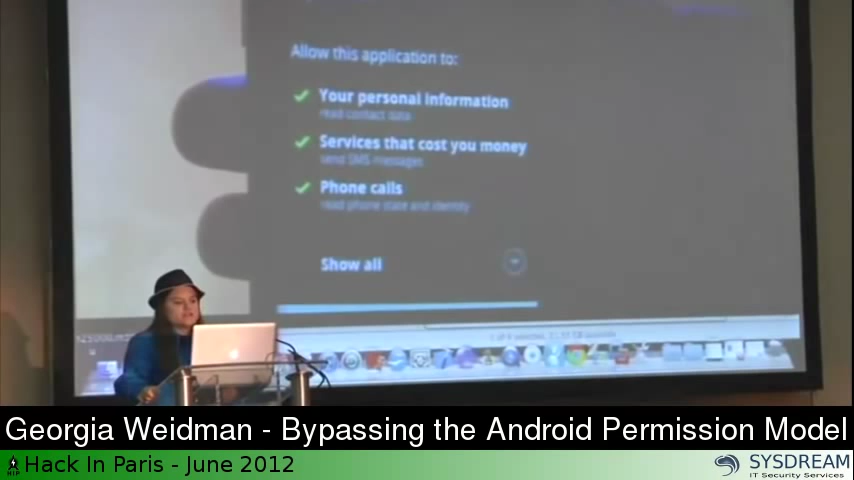 Allow this application to:
Your personal information
read contact data
Services that cost you money
send SMS messages
Phone calls
read phone state and identity
Show all
Georgia Weidman - Bypassing the Android Permission Model
Hack In Paris - June 2012
HIP
SYSDREAM
IT Security Services